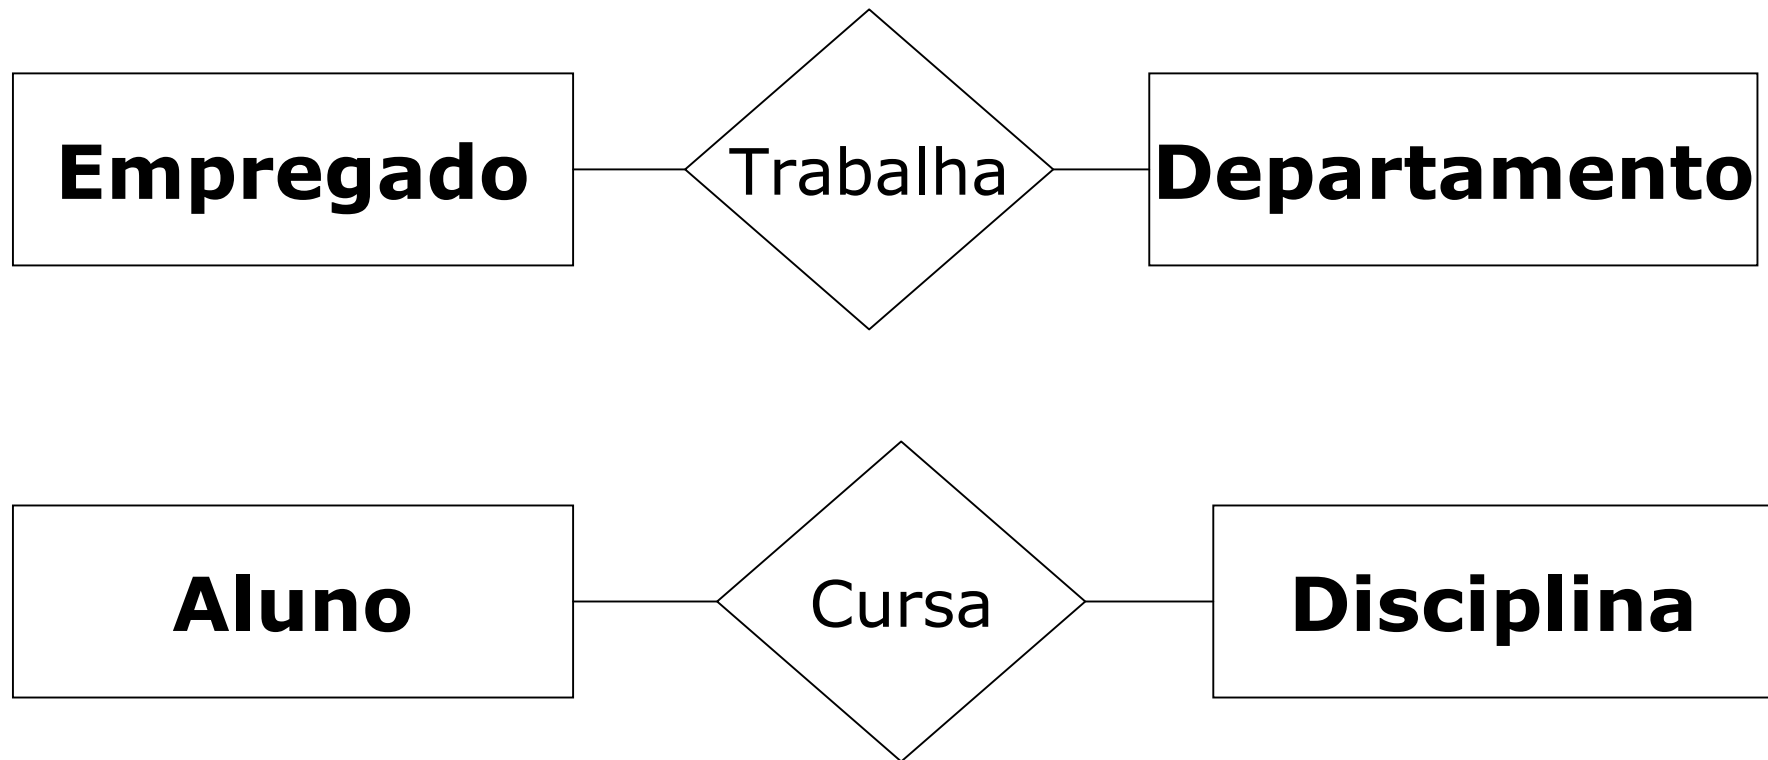 Empregado
Trabalha
Departamento
Aluno
Cursa
Disciplina